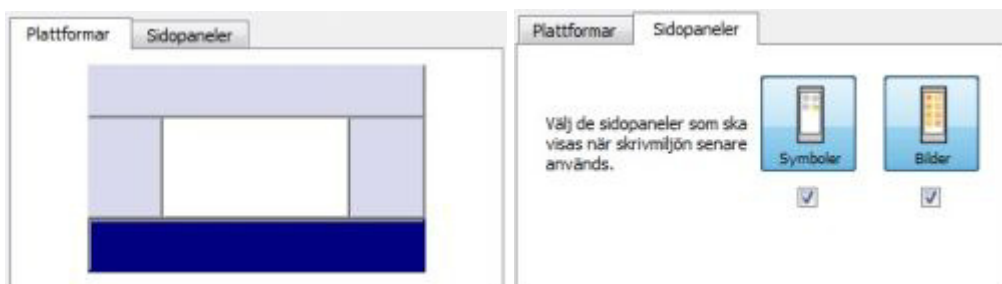 Plattformar
Sidopaneler
Plattformar
Sidopaneler
Välj de sidopaneler som ska
visas när skrivmiljön senare
används.
Symboler
Bilder